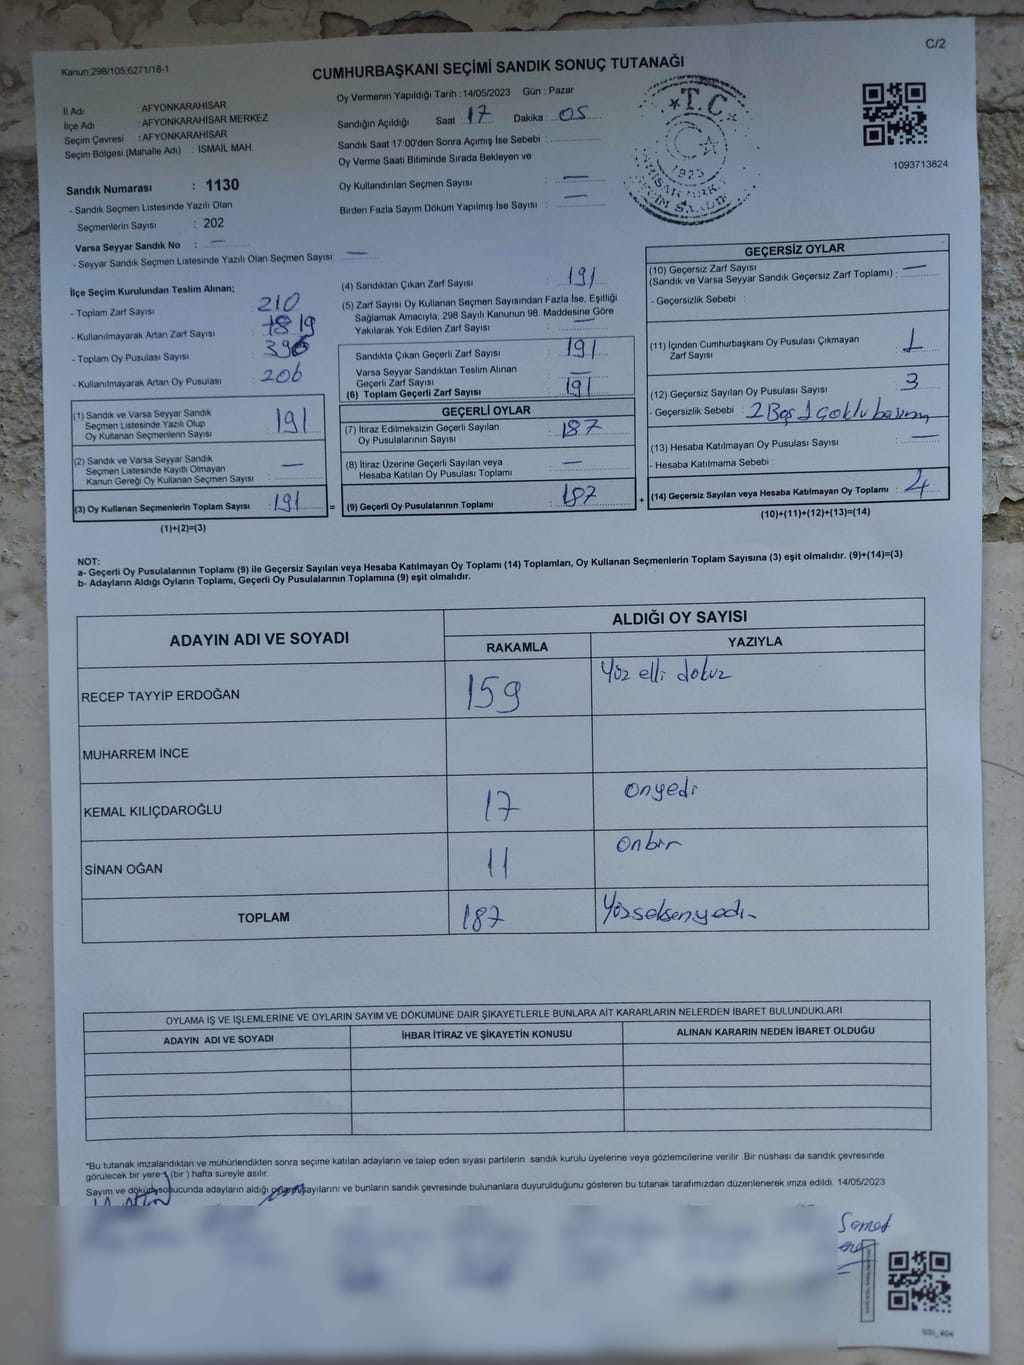 C/2
Kanun:298/105;6271/18-1
CUMHURBAŞKANI SEÇİMİ SANDIK SONUÇ TUTANAĞI
İl Adı : AFYONKARAHİSAR
İlçe Adı : AFYONKARAHİSAR MERKEZ
Seçim Çevresi : AFYONKARAHİSAR
Seçim Bölgesi (Mahalle Adı) : İSMAİL MAH.
Sandık Numarası : 1130
- Sandık Seçmen Listesinde Yazılı Olan
Seçmenlerin Sayısı : 202
Varsa Seyyar Sandık No : —
- Seyyar Sandık Seçmen Listesinde Yazılı Olan Seçmen Sayısı: —
Oy Vermenin Yapıldığı Tarih : 14/05/2023 Gün : Pazar
Sandığın Açıldığı Saat : 17 Dakika : 05
Sandık Saat 17:00'den Sonra Açımış İse Sebebi :
Oy Verme Saati Bitiminde Sırada Bekleyen ve
Oy Kullandırılan Seçmen Sayısı : —
Birden Fazla Sayım Döküm Yapılmış İse Sayısı : —
T.C.
1923
1093713824
İlçe Seçim Kurulundan Teslim Alınan;
- Toplam Zarf Sayısı : 210
- Kullanılmayarak Artan Zarf Sayısı
- Toplam Oy Pusulası Sayısı
- Kullanılmayarak Artan Oy Pusulası : 206
(1) Sandık ve Varsa Seyyar Sandık
Seçmen Listesinde Yazılı Olup
Oy Kullanan Seçmenlerin Sayısı : 191
(2) Sandık ve Varsa Seyyar Sandık
Seçmen Listesinde Kayıtlı Olmayan
Kanun Gereği Oy Kullanan Seçmen Sayısı : —
(3) Oy Kullanan Seçmenlerin Toplam Sayısı : 191
(1)+(2)=(3)
=
(4) Sandıktan Çıkan Zarf Sayısı : 191
(5) Zarf Sayısı Oy Kullanan Seçmen Sayısından Fazla İse, Eşitliği
Sağlamak Amacıyla, 298 Sayılı Kanunun 98. Maddesine Göre
Yakılarak Yok Edilen Zarf Sayısı : —
Sandıkta Çıkan Geçerli Zarf Sayısı : 191
Varsa Seyyar Sandıktan Teslim Alınan
Geçerli Zarf Sayısı : —
(6) Toplam Geçerli Zarf Sayısı : 191
GEÇERLİ OYLAR
(7) İtiraz Edilmeksizin Geçerli Sayılan
Oy Pusulalarının Sayısı : 187
(8) İtiraz Üzerine Geçerli Sayılan veya
Hesaba Katılan Oy Pusulası Toplamı : —
(9) Geçerli Oy Pusulalarının Toplamı : 187
+
GEÇERSİZ OYLAR
(10) Geçersiz Zarf Sayısı : —
(Sandık ve Varsa Seyyar Sandık Geçersiz Zarf Toplamı)
- Geçersizlik Sebebi :
(11) İçinden Cumhurbaşkanı Oy Pusulası Çıkmayan
Zarf Sayısı : 1
(12) Geçersiz Sayılan Oy Pusulası Sayısı : 3
- Geçersizlik Sebebi : 2 Boş 1 çoklu basım
(13) Hesaba Katılmayan Oy Pusulası Sayısı : —
- Hesaba Katılmama Sebebi :
(14) Geçersiz Sayılan veya Hesaba Katılmayan Oy Toplamı : 4
(10)+(11)+(12)+(13)=(14)
NOT:
a- Geçerli Oy Pusulalarının Toplamı (9) ile Geçersiz Sayılan veya Hesaba Katılmayan Oy Toplamı (14) Toplamları, Oy Kullanan Seçmenlerin Toplam Sayısına (3) eşit olmalıdır. (9)+(14)=(3)
b- Adayların Aldığı Oyların Toplamı, Geçerli Oy Pusulalarının Toplamına (9) eşit olmalıdır.
ADAYIN ADI VE SOYADI
ALDIĞI OY SAYISI
RAKAMLA YAZIYLA
RECEP TAYYİP ERDOĞAN 159 Yüz elli dokuz
MUHARREM İNCE
KEMAL KILIÇDAROĞLU 17 onyedi
SİNAN OĞAN 11 onbir
TOPLAM 187 Yüzseksenyedi
OYLAMA İŞ VE İŞLEMLERİNE VE OYLARIN SAYIM VE DÖKÜMÜNE DAİR ŞİKAYETLERLE BUNLARA AİT KARARLARIN NELERDEN İBARET BULUNDUKLARI
ADAYIN ADI VE SOYADI İHBAR İTİRAZ VE ŞİKAYETİN KONUSU ALINAN KARARIN NEDEN İBARET OLDUĞU
*Bu tutanak imzalandıktan ve mühürlendikten sonra seçime katılan adayların ve talep eden siyasi partilerin sandık kurulu üyelerine veya gözlemcilerine verilir .Bir nüshası da sandık çevresinde
görülecek bir yere 1 (bir ) hafta süreyle asılır.
Sayım ve döküm sonucunda adayların aldığı oyların sayılarını ve bunların sandık çevresinde bulunanlara duyurulduğunu gösteren bu tutanak tarafımızdan düzenlenerek imza edildi. 14/05/2023
Samet